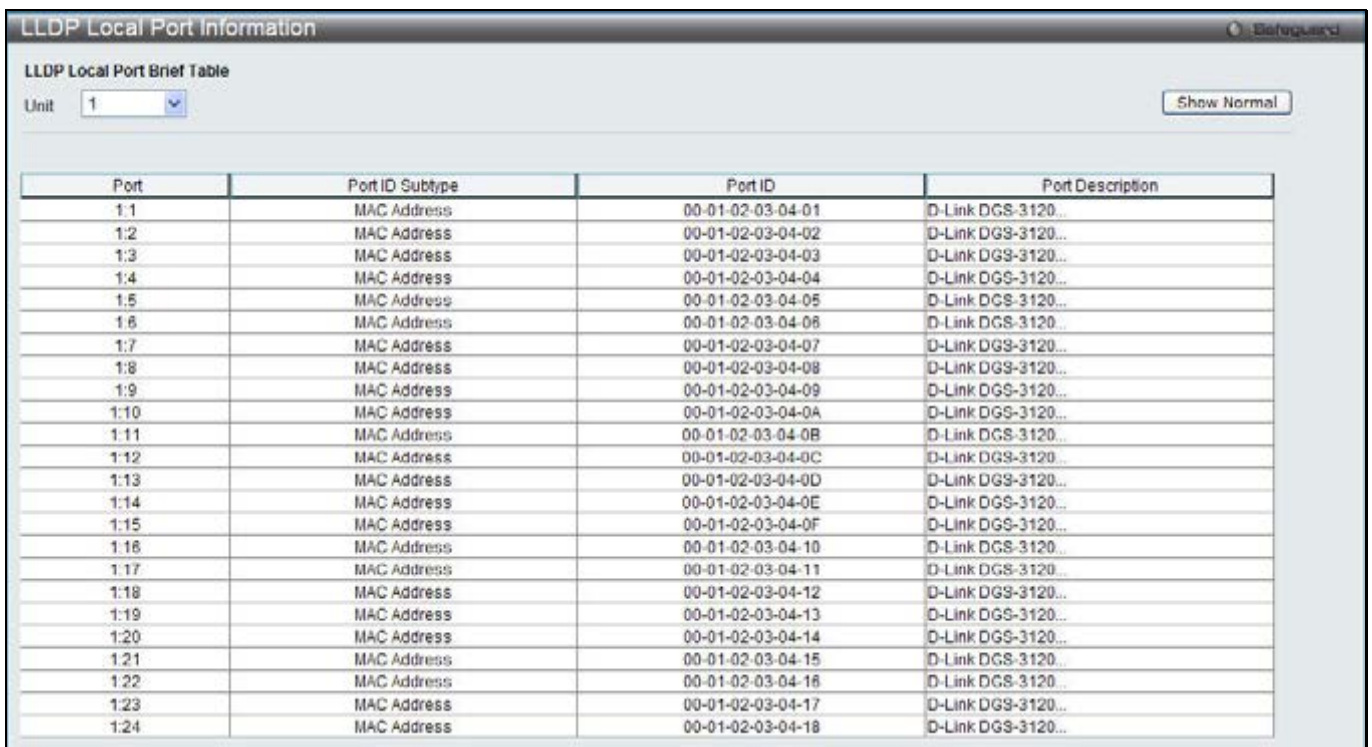 LLDP Local Port Information
Safeguard
LLDP Local Port Brief Table
Unit 1
Show Normal
Port Port ID Subtype Port ID Port Description
1:1 MAC Address 00-01-02-03-04-01 D-Link DGS-3120...
1:2 MAC Address 00-01-02-03-04-02 D-Link DGS-3120...
1:3 MAC Address 00-01-02-03-04-03 D-Link DGS-3120...
1:4 MAC Address 00-01-02-03-04-04 D-Link DGS-3120...
1:5 MAC Address 00-01-02-03-04-05 D-Link DGS-3120...
1:6 MAC Address 00-01-02-03-04-06 D-Link DGS-3120...
1:7 MAC Address 00-01-02-03-04-07 D-Link DGS-3120...
1:8 MAC Address 00-01-02-03-04-08 D-Link DGS-3120...
1:9 MAC Address 00-01-02-03-04-09 D-Link DGS-3120...
1:10 MAC Address 00-01-02-03-04-0A D-Link DGS-3120...
1:11 MAC Address 00-01-02-03-04-0B D-Link DGS-3120...
1:12 MAC Address 00-01-02-03-04-0C D-Link DGS-3120...
1:13 MAC Address 00-01-02-03-04-0D D-Link DGS-3120...
1:14 MAC Address 00-01-02-03-04-0E D-Link DGS-3120...
1:15 MAC Address 00-01-02-03-04-0F D-Link DGS-3120...
1:16 MAC Address 00-01-02-03-04-10 D-Link DGS-3120...
1:17 MAC Address 00-01-02-03-04-11 D-Link DGS-3120...
1:18 MAC Address 00-01-02-03-04-12 D-Link DGS-3120...
1:19 MAC Address 00-01-02-03-04-13 D-Link DGS-3120...
1:20 MAC Address 00-01-02-03-04-14 D-Link DGS-3120...
1:21 MAC Address 00-01-02-03-04-15 D-Link DGS-3120...
1:22 MAC Address 00-01-02-03-04-16 D-Link DGS-3120...
1:23 MAC Address 00-01-02-03-04-17 D-Link DGS-3120...
1:24 MAC Address 00-01-02-03-04-18 D-Link DGS-3120...